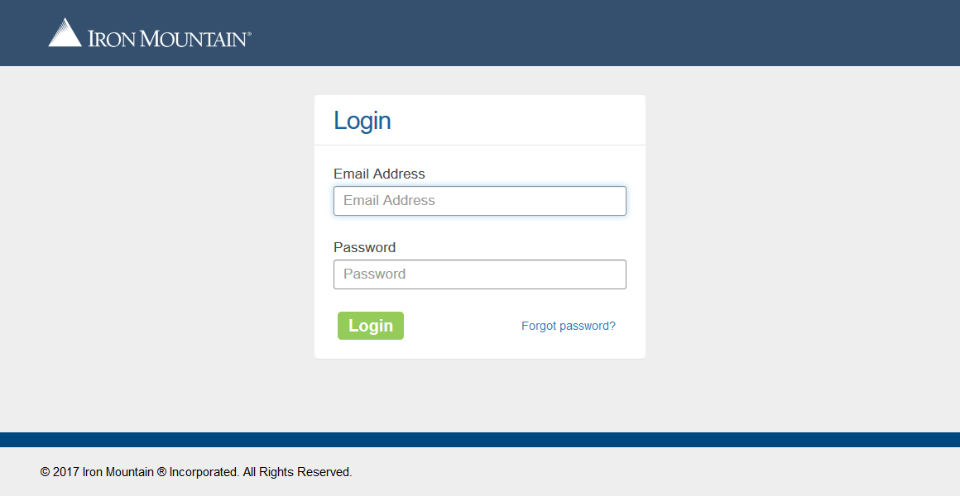 IRON MOUNTAIN®
Login
Email Address
Email Address
Password
Password
Login
Forgot password?
© 2017 Iron Mountain ® Incorporated. All Rights Reserved.